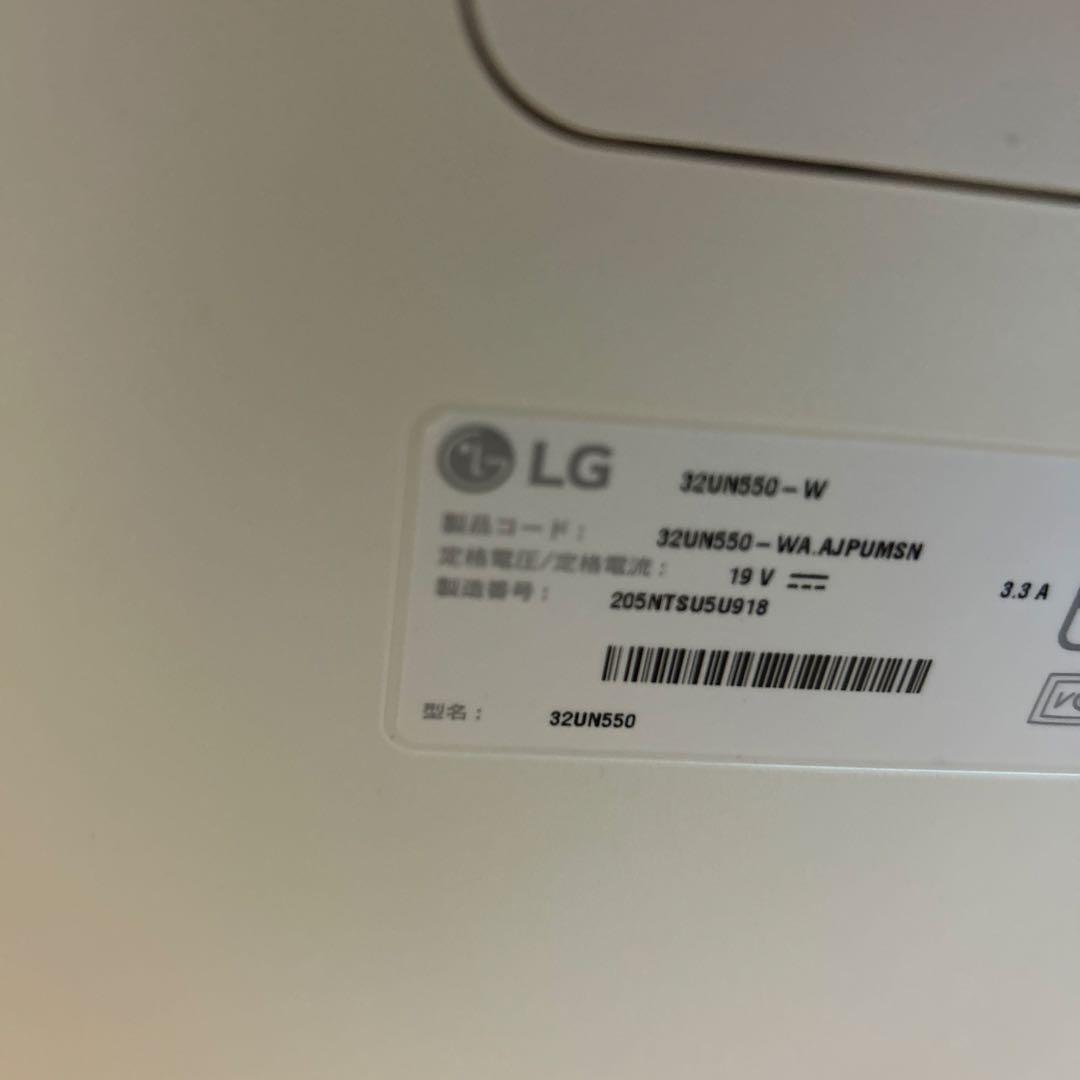 LG 32UN550-W
製品コード： 32UN550-WA.AJPUMSN
定格電圧/定格電流： 19 V 3.3 A
製造番号： 205NTSU5U918
型名： 32UN550